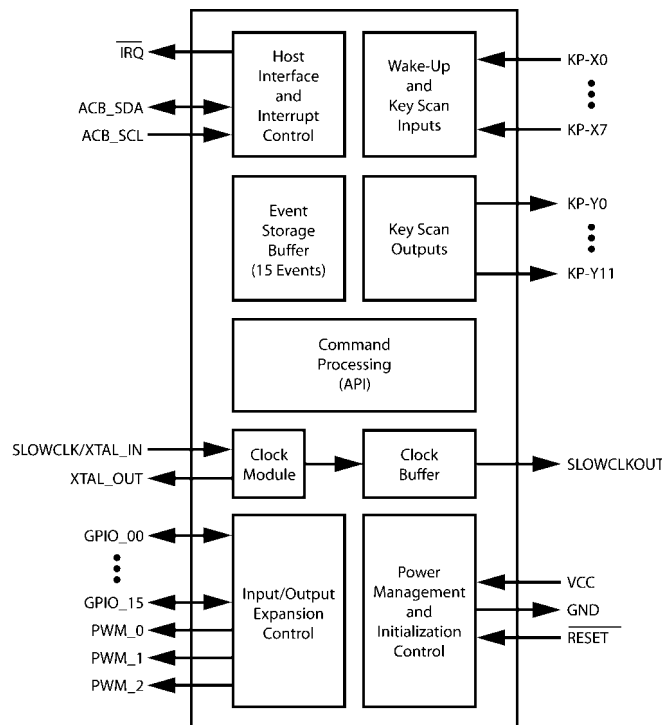 IRQ
ACB_SDA
ACB_SCL
Host
Interface
and
Interrupt
Control
Wake-Up
and
Key Scan
Inputs
KP-X0
KP-X7
Event
Storage
Buffer
(15 Events)
Key Scan
Outputs
KP-Y0
KP-Y11
Command
Processing
(API)
SLOWCLK/XTAL_IN
XTAL_OUT
Clock
Module
Clock
Buffer
SLOWCLKOUT
GPIO_00
GPIO_15
PWM_0
PWM_1
PWM_2
Input/Output
Expansion
Control
Power
Management
and
Initialization
Control
VCC
GND
RESET